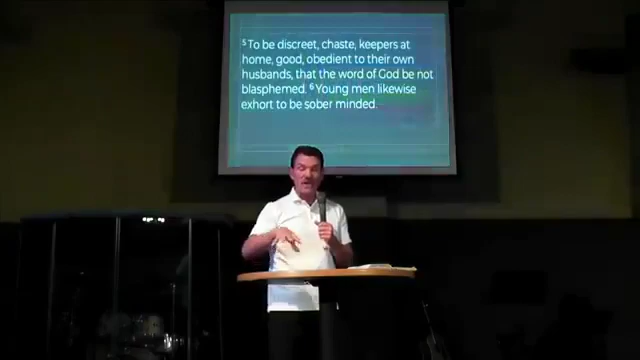 ⁵ To be discreet, chaste, keepers at
home, good, obedient to their own
husbands, that the word of God be not
blasphemed. ⁶ Young men likewise
exhort to be sober minded.